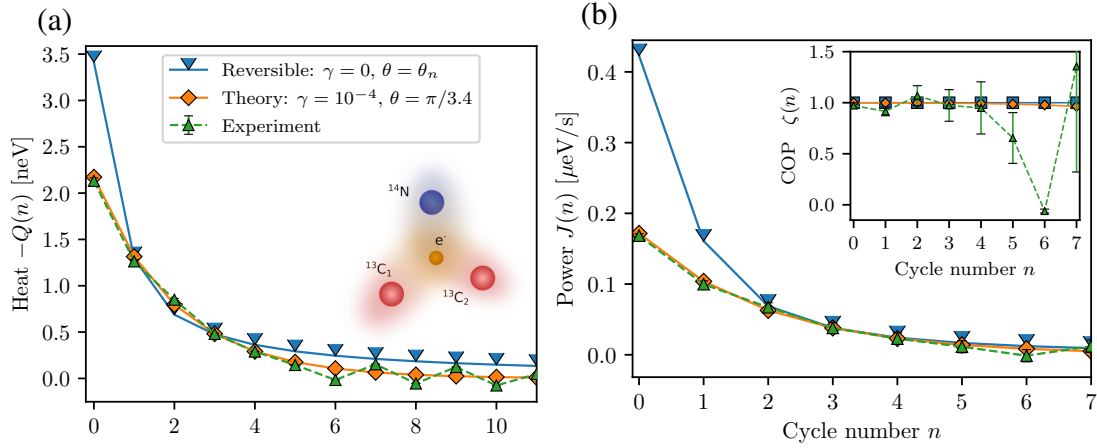 (a)
Heat −Q(n) [neV]
3.5
3.0
2.5
2.0
1.5
1.0
0.5
0.0
0 2 4 6 8 10
Reversible: γ = 0, θ = θₙ
Theory: γ = 10⁻⁴, θ = π/3.4
Experiment
¹⁴N
e⁻
¹³C₁
¹³C₂
(b)
Power J(n) [μeV/s]
0.4
0.3
0.2
0.1
0.0
0 1 2 3 4 5 6 7
Cycle number n
COP ζ(n)
1.5
1.0
0.5
0.0
0 1 2 3 4 5 6 7
Cycle number n